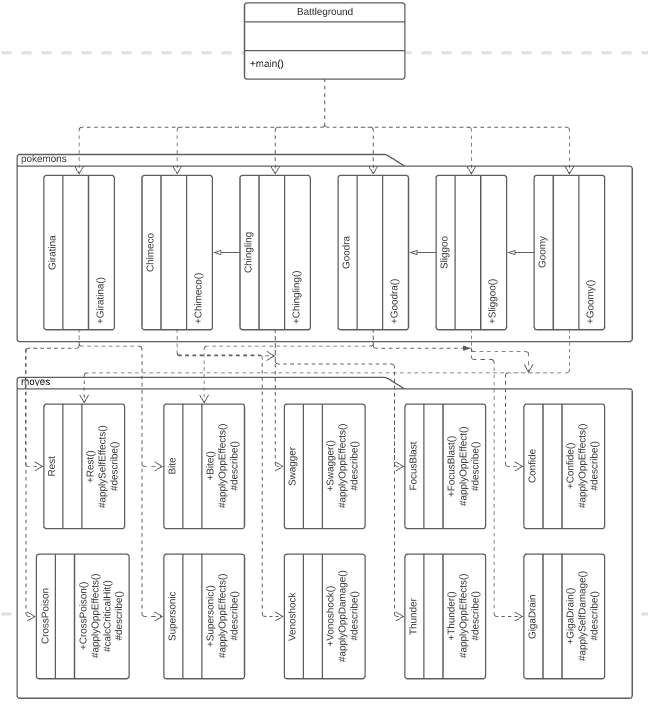 Battleground
+main()
pokemons
Giratina
+Giratina()
Chimeco
+Chimeco()
Chingling
+Chingling()
Goodra
+Goodra()
Sliggoo
+Sliggoo()
Goomy
+Goomy()
moves
Rest
+Rest()
#applySelfEffects()
#describe()
Bite
+Bite()
#applyOppEffects()
#describe()
Swagger
+Swagger()
#applyOppEffects()
#describe()
FocusBlast
+FocusBlast()
#applyOppEffect()
#describe()
Confide
+Confide()
#applyOppEffects()
#describe()
CrossPoison
+CrossPoison()
#applyOppEffects()
#calcCriticalHit()
#describe()
Supersonic
+Supersonic()
#applyOppEffects()
#describe()
Venoshock
+Vonoshock()
#applyOppDamage()
#describe()
Thunder
+Thunder()
#applyOppEffects()
#describe()
GigaDrain
+GigaDrain()
#applySelfDamage()
#describe()